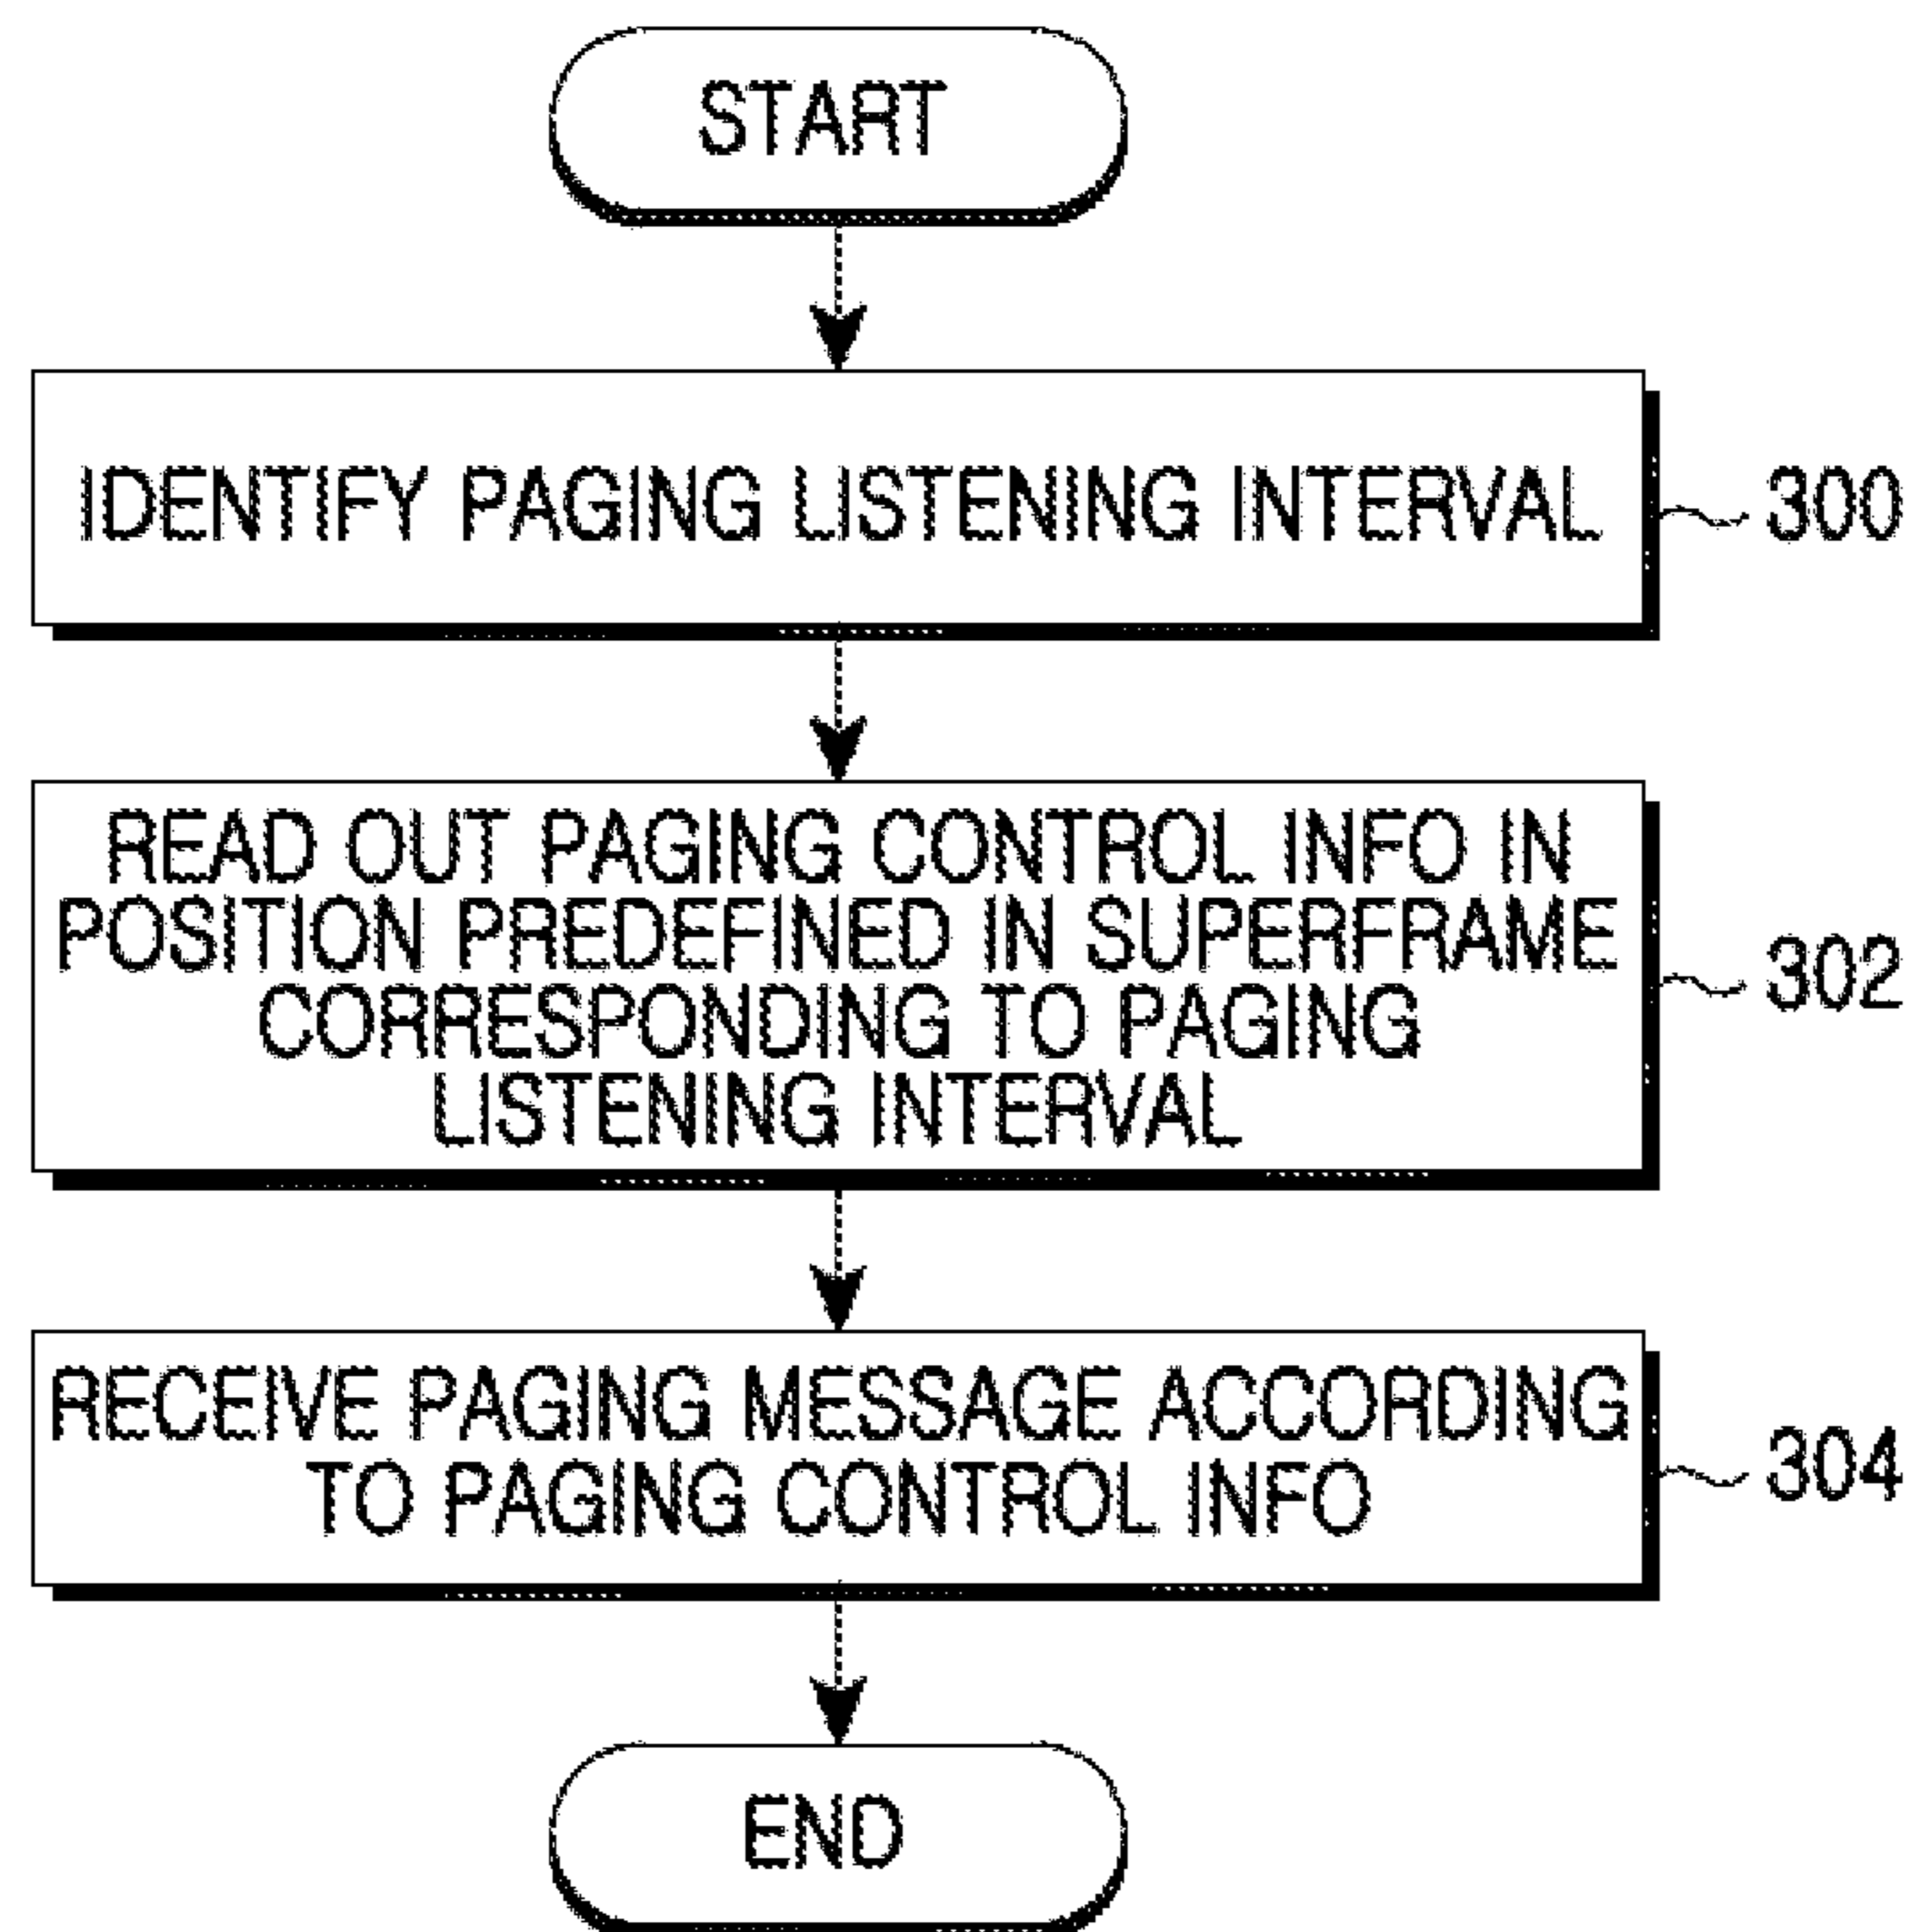 START
IDENTIFY PAGING LISTENING INTERVAL
300
READ OUT PAGING CONTROL INFO IN
POSITION PREDEFINED IN SUPERFRAME
CORRESPONDING TO PAGING
LISTENING INTERVAL
302
RECEIVE PAGING MESSAGE ACCORDING
TO PAGING CONTROL INFO
304
END